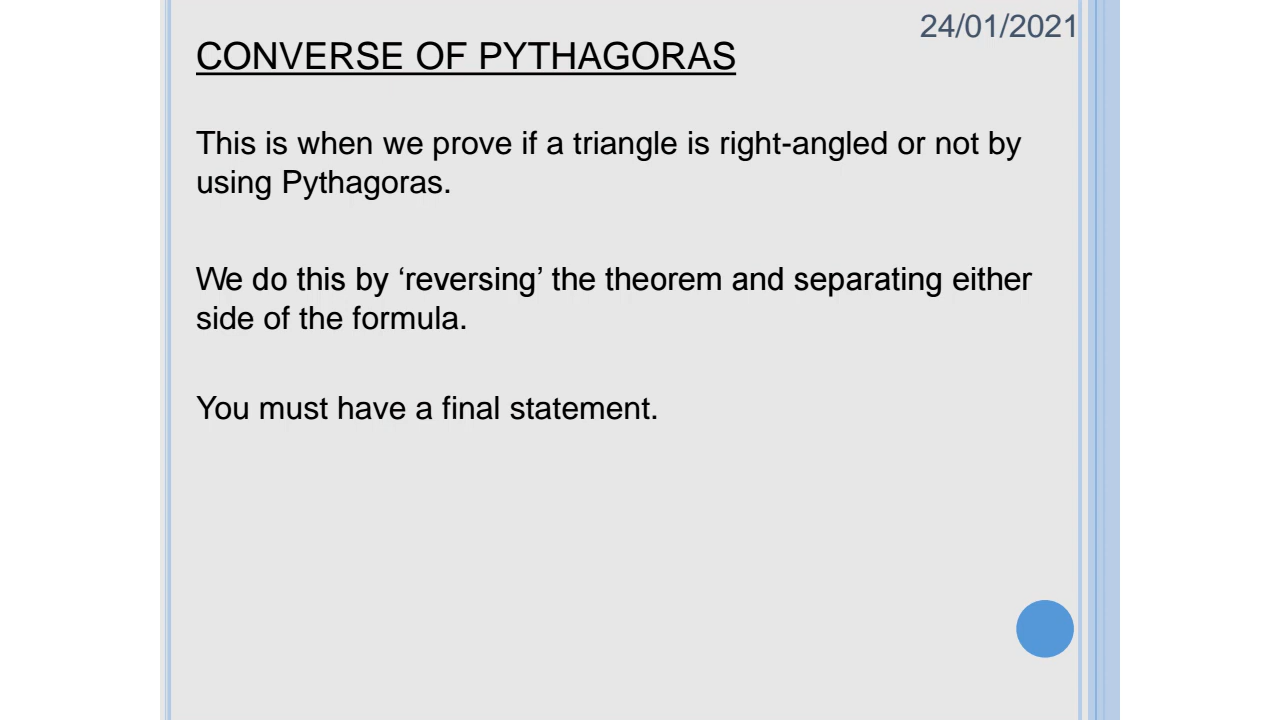 24/01/2021
CONVERSE OF PYTHAGORAS
This is when we prove if a triangle is right-angled or not by
using Pythagoras.
We do this by ‘reversing’ the theorem and separating either
side of the formula.
You must have a final statement.